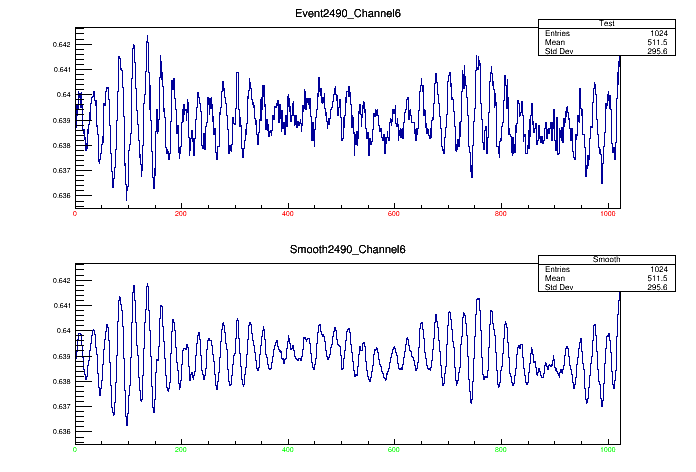 Event2490_Channel6
Test
Entries 1024
Mean 511.5
Std Dev 295.6
0.642
0.641
0.64
0.639
0.638
0.637
0.636
0 200 400 600 800 1000
Smooth2490_Channel6
Smooth
Entries 1024
Mean 511.5
Std Dev 295.6
0.642
0.641
0.64
0.639
0.638
0.637
0.636
0 200 400 600 800 1000